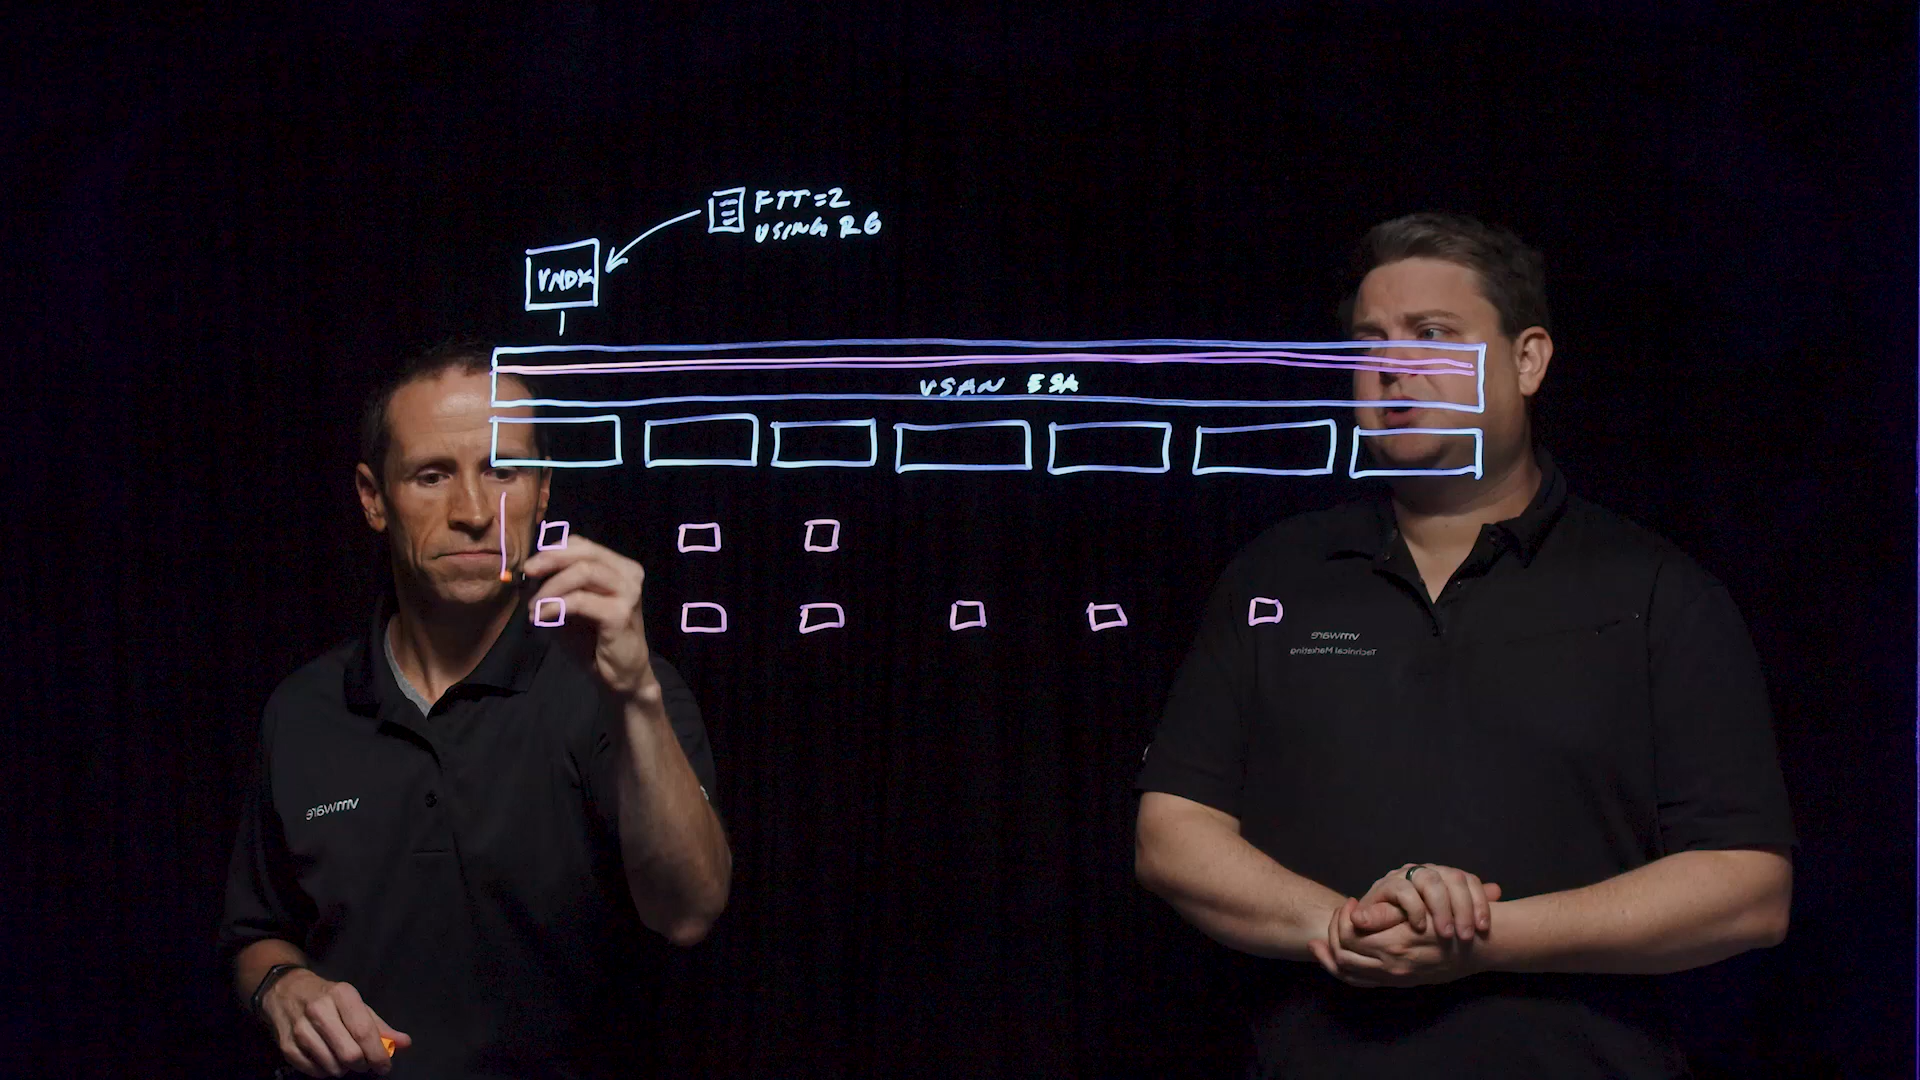 FTT=2
USING R6
VMDK
VSAN ESA
vmware
Technical Marketing
vmware